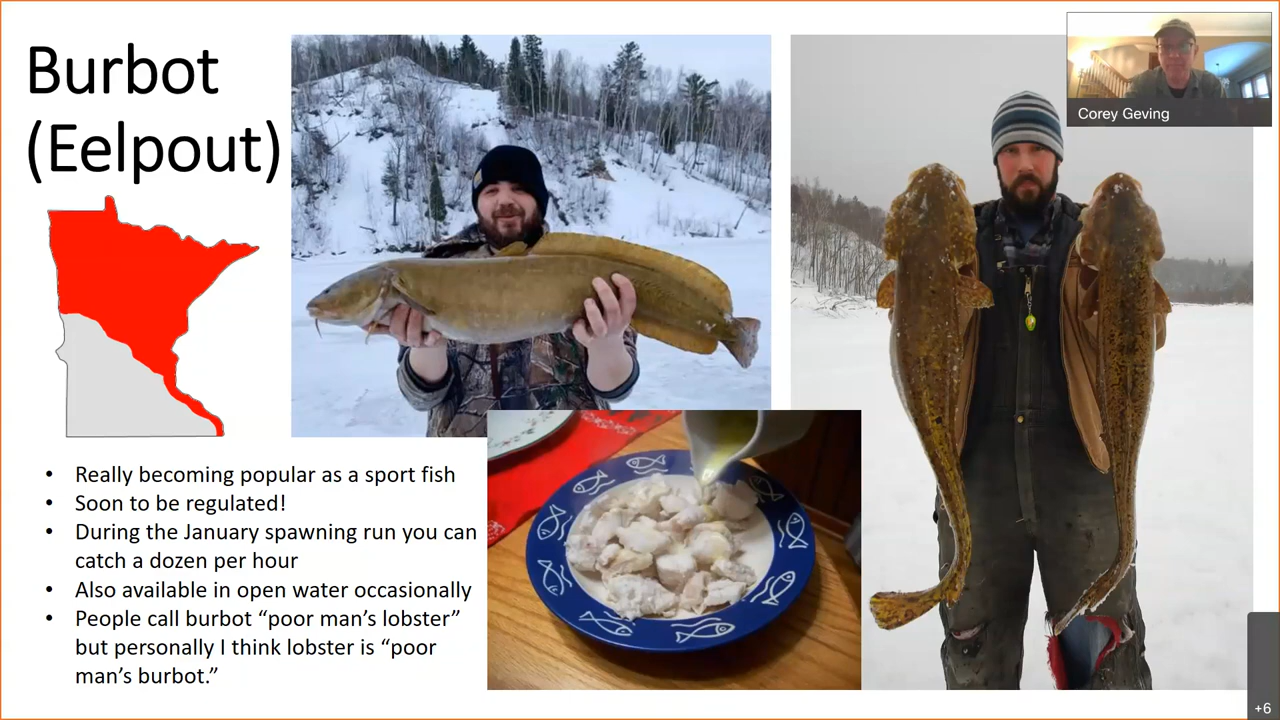 Burbot
(Eelpout)
Corey Geving
• Really becoming popular as a sport fish
• Soon to be regulated!
• During the January spawning run you can
catch a dozen per hour
• Also available in open water occasionally
• People call burbot “poor man’s lobster”
but personally I think lobster is “poor
man’s burbot.”
+6